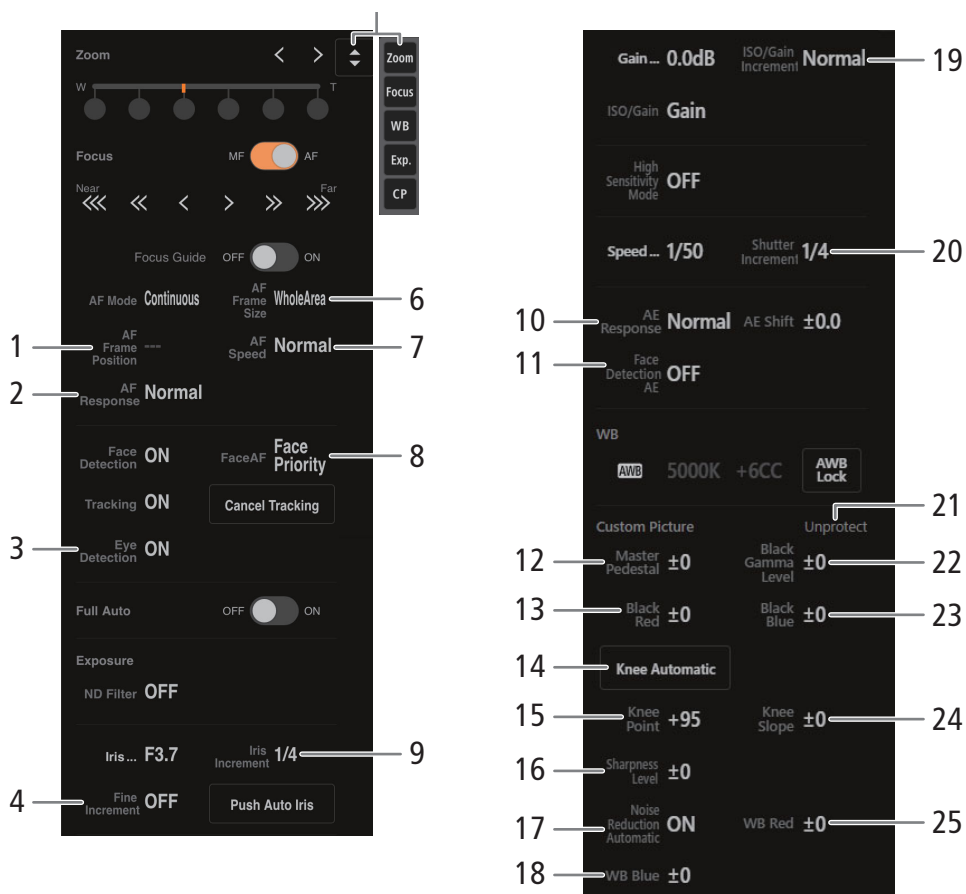 Zoom
W
T
Zoom
Focus
WB
Exp.
CP
Focus
MF
AF
Near
Far
Focus Guide
OFF
ON
AF Mode
Continuous
AF
Frame
Size
WholeArea
6
1
AF
Frame
Position
---
AF
Speed
Normal
7
2
AF
Response
Normal
Face
Detection
ON
FaceAF
Face
Priority
8
Tracking
ON
Cancel Tracking
3
Eye
Detection
ON
Full Auto
OFF
ON
Exposure
ND Filter
OFF
Iris...
F3.7
Iris
Increment
1/4
9
4
Fine
Increment
OFF
Push Auto Iris
Gain...
0.0dB
ISO/Gain
Increment
Normal
19
ISO/Gain
Gain
High
Sensitivity
Mode
OFF
Speed...
1/50
Shutter
Increment
1/4
20
10
AE
Response
Normal
AE Shift
±0.0
11
Face
Detection
AE
OFF
WB
AWB
5000K
+6CC
AWB
Lock
21
Custom Picture
Unprotect
12
Master
Pedestal
±0
Black
Gamma
Level
±0
22
13
Black
Red
±0
Black
Blue
±0
23
14
Knee Automatic
15
Knee
Point
+95
Knee
Slope
±0
24
16
Sharpness
Level
±0
17
Noise
Reduction
Automatic
ON
WB Red
±0
25
18
WB Blue
±0